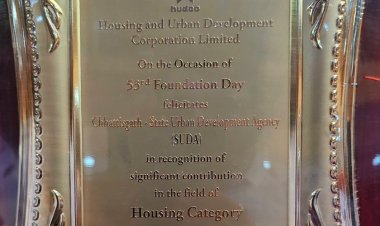 hudco
Housing and Urban Development
Corporation Limited
On the Occasion of
53rd Foundation Day
felicitates
Chhattisgarh - State Urban Development Agency
(SUDA)
in recognition of
significant contribution
in the field of
Housing Category